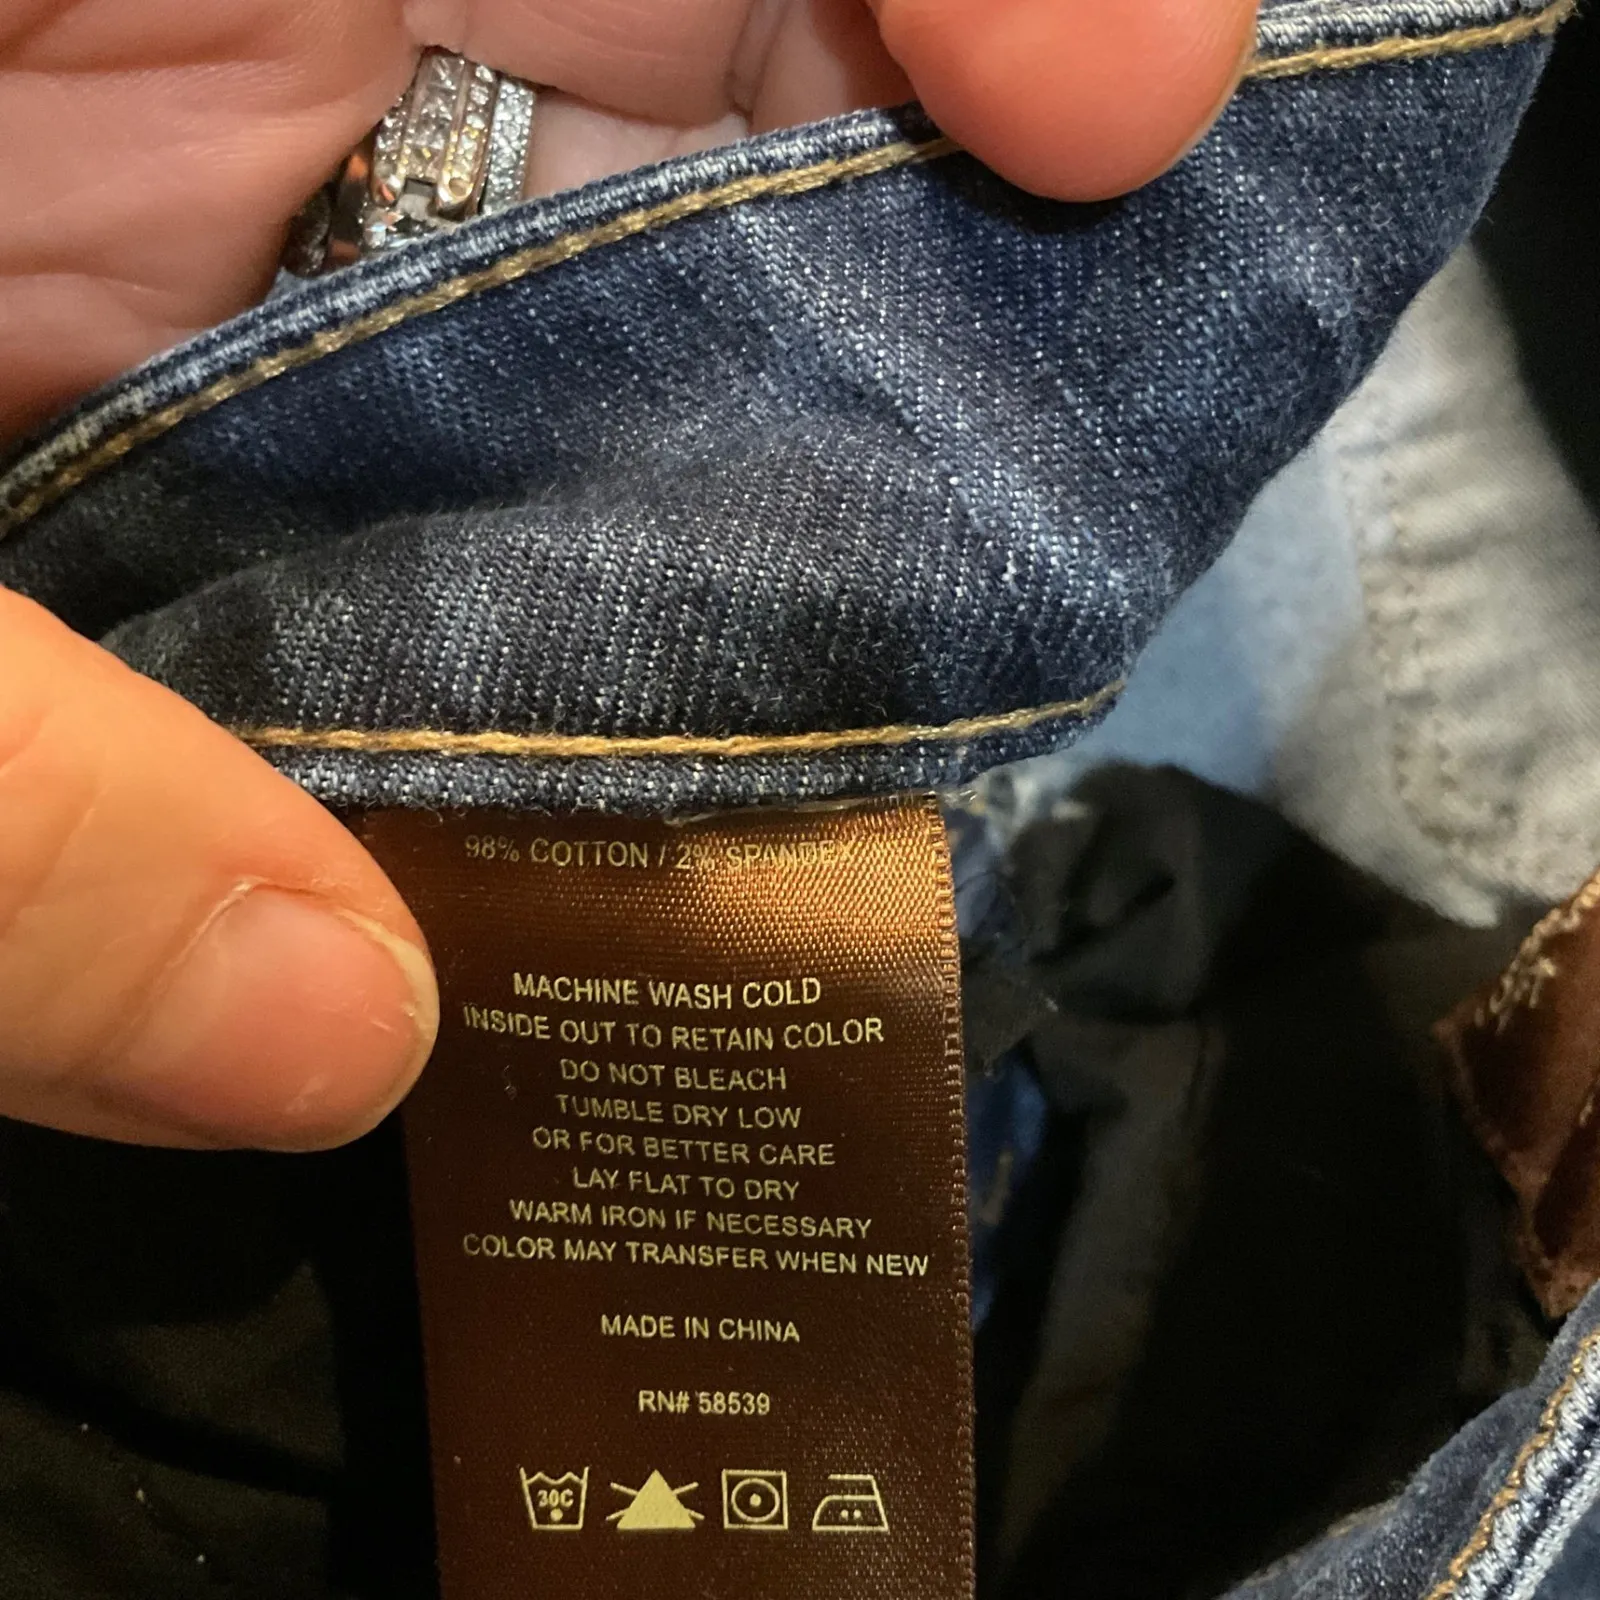 98% COTTON / 2% SPANDEX
MACHINE WASH COLD
INSIDE OUT TO RETAIN COLOR
DO NOT BLEACH
TUMBLE DRY LOW
OR FOR BETTER CARE
LAY FLAT TO DRY
WARM IRON IF NECESSARY
COLOR MAY TRANSFER WHEN NEW
MADE IN CHINA
RN# 58539
30C